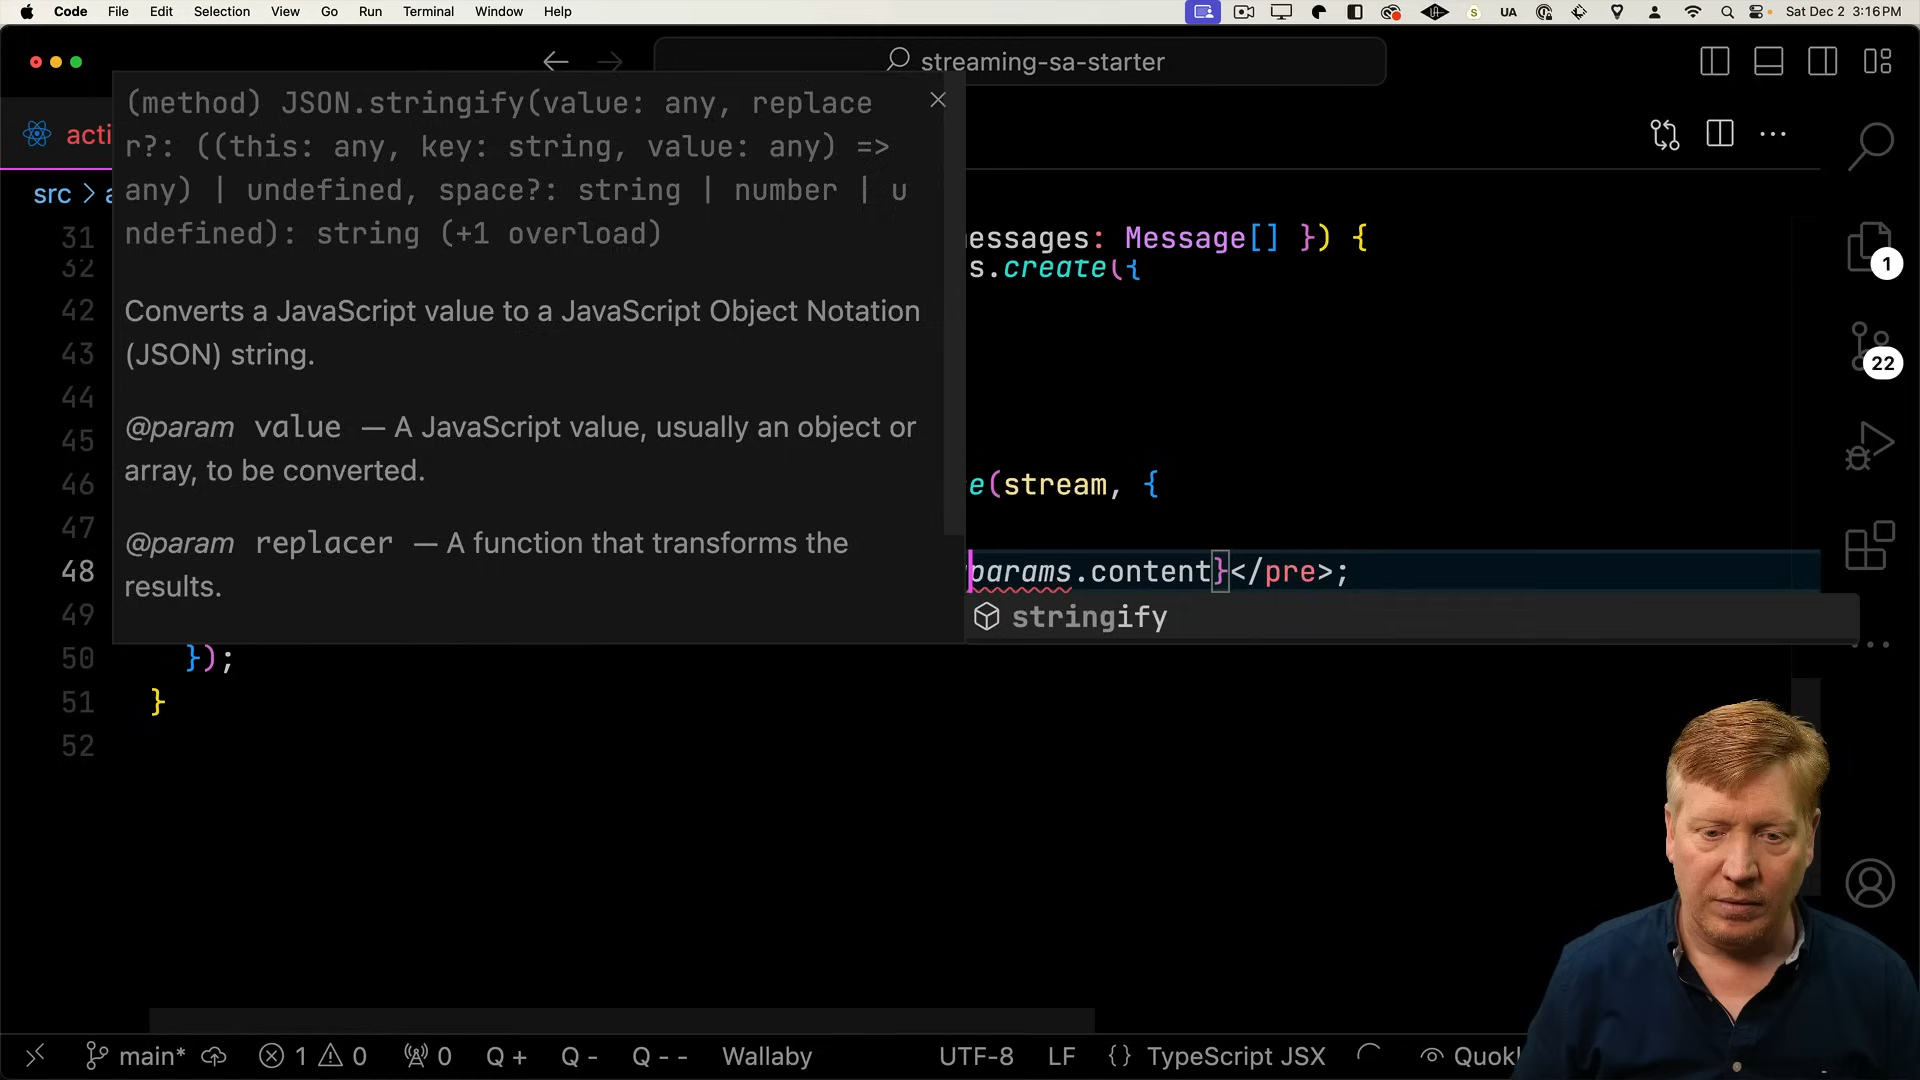 Code File Edit Selection View Go Run Terminal Window Help
UA
Sat Dec 2 3:16 PM
streaming-sa-starter
acti
src > a
(method) JSON.stringify(value: any, replace
r?: ((this: any, key: string, value: any) =>
any) | undefined, space?: string | number | u
ndefined): string (+1 overload)
Converts a JavaScript value to a JavaScript Object Notation
(JSON) string.
@param value — A JavaScript value, usually an object or
array, to be converted.
@param replacer — A function that transforms the
results.
31 essages: Message[] }) {
32 s.create({
42
43
44
45
46 e(stream, {
47
48 params.content}</pre>;
stringify
49
50 });
51 }
52
1
22
main* 1 0 0 Q + Q - Q - - Wallaby UTF-8 LF {} TypeScript JSX